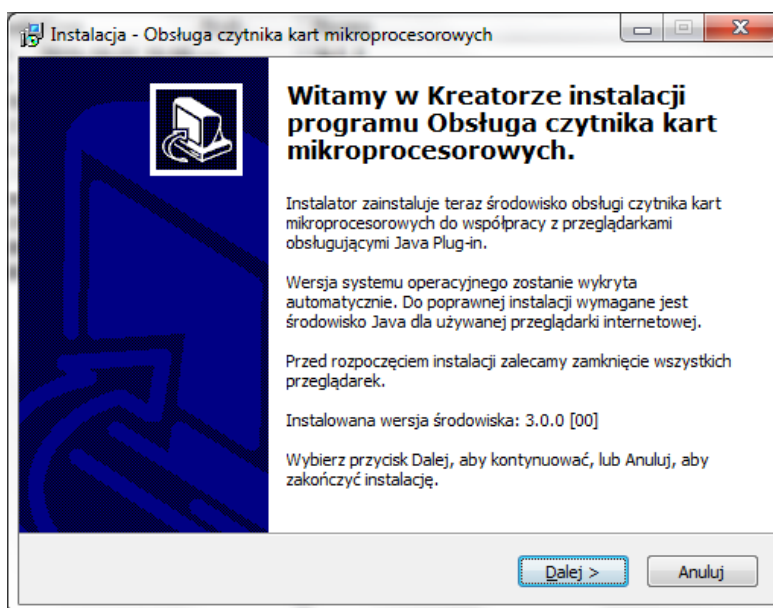 Instalacja - Obsługa czytnika kart mikroprocesorowych
Witamy w Kreatorze instalacji
programu Obsługa czytnika kart
mikroprocesorowych.
Instalator zainstaluje teraz środowisko obsługi czytnika kart
mikroprocesorowych do współpracy z przeglądarkami
obsługującymi Java Plug-in.
Wersja systemu operacyjnego zostanie wykryta
automatycznie. Do poprawnej instalacji wymagane jest
środowisko Java dla używanej przeglądarki internetowej.
Przed rozpoczęciem instalacji zalecamy zamknięcie wszystkich
przeglądarek.
Instalowana wersja środowiska: 3.0.0 [00]
Wybierz przycisk Dalej, aby kontynuować, lub Anuluj, aby
zakończyć instalację.
Dalej >
Anuluj